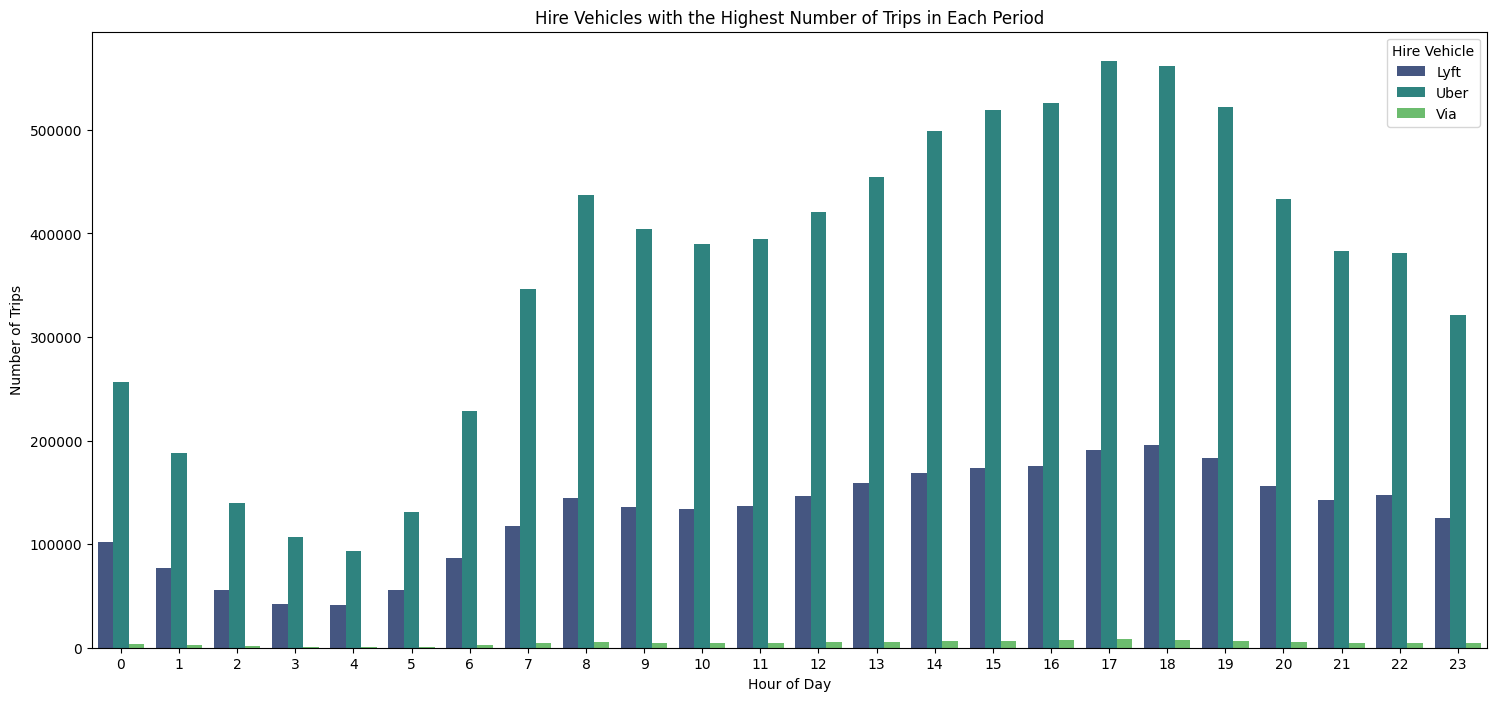 Hire Vehicles with the Highest Number of Trips in Each Period
Hire Vehicle
Lyft
Uber
Via
Number of Trips
500000
400000
300000
200000
100000
0
0 1 2 3 4 5 6 7 8 9 10 11 12 13 14 15 16 17 18 19 20 21 22 23
Hour of Day